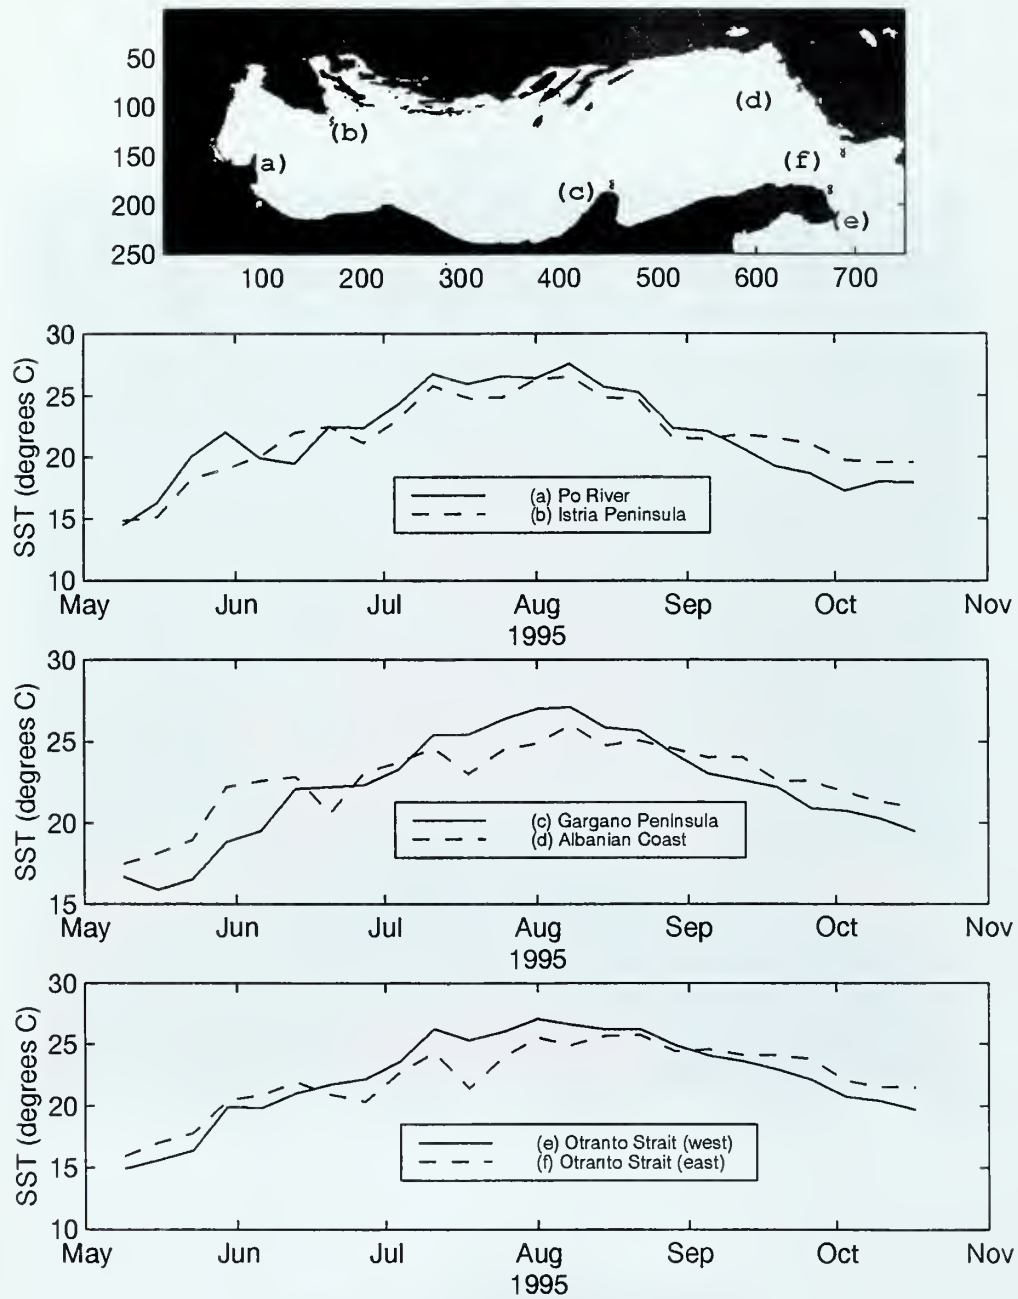 50
100
150
200
250
(d)
(b)
a)
(f)
(c)
(e)
100 200 300 400 500 600 700
SST (degrees C)
30
25
20
15
10
(a) Po River
(b) Istria Peninsula
May Jun Jul Aug Sep Oct Nov
1995
SST (degrees C)
30
25
20
15
(c) Gargano Peninsula
(d) Albanian Coast
May Jun Jul Aug Sep Oct Nov
1995
SST (degrees C)
30
25
20
15
10
(e) Otranto Strait (west)
(f) Otranto Strait (east)
May Jun Jul Aug Sep Oct Nov
1995